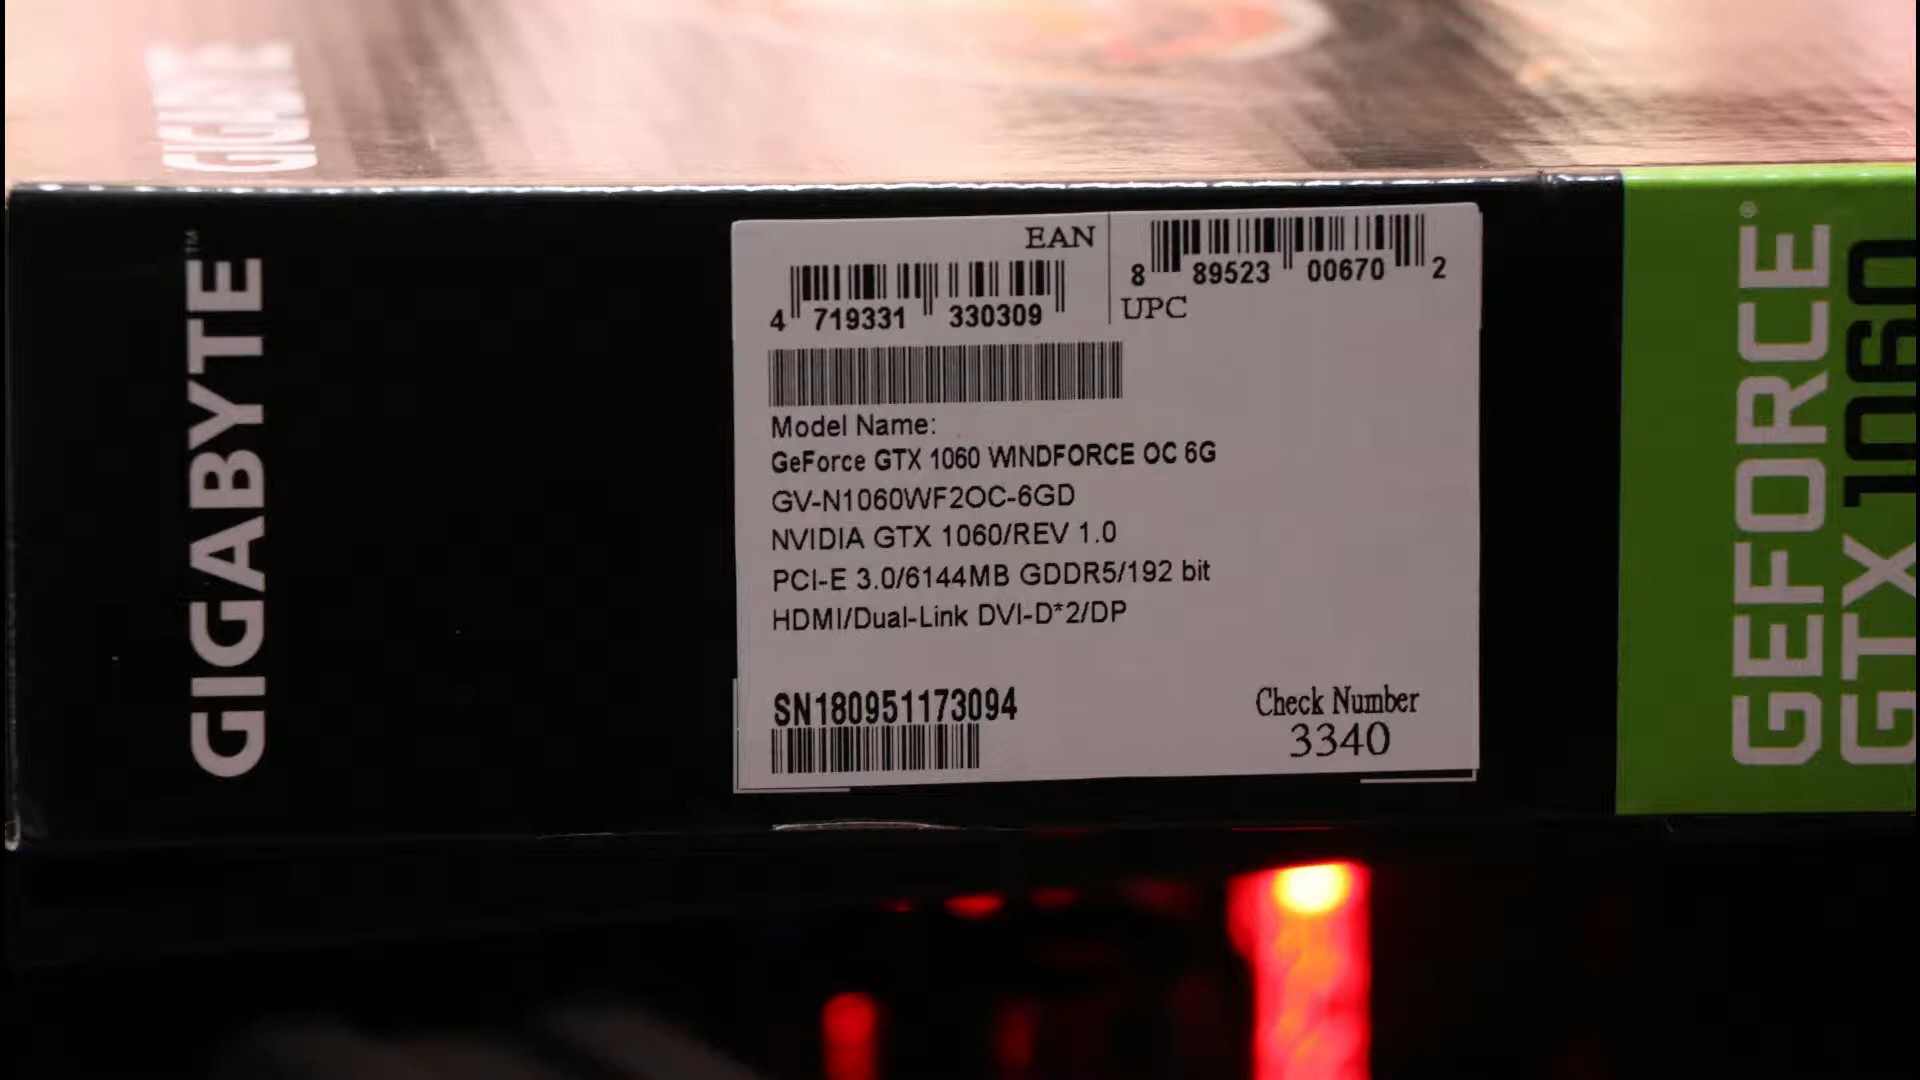 GIGABYTE
GIGABYTE™
EAN
4 719331 330309
8 89523 00670 2
UPC
Model Name:
GeForce GTX 1060 WINDFORCE OC 6G
GV-N1060WF2OC-6GD
NVIDIA GTX 1060/REV 1.0
PCI-E 3.0/6144MB GDDR5/192 bit
HDMI/Dual-Link DVI-D*2/DP
SN180951173094
Check Number
3340
GEFORCE®
GTX 1060